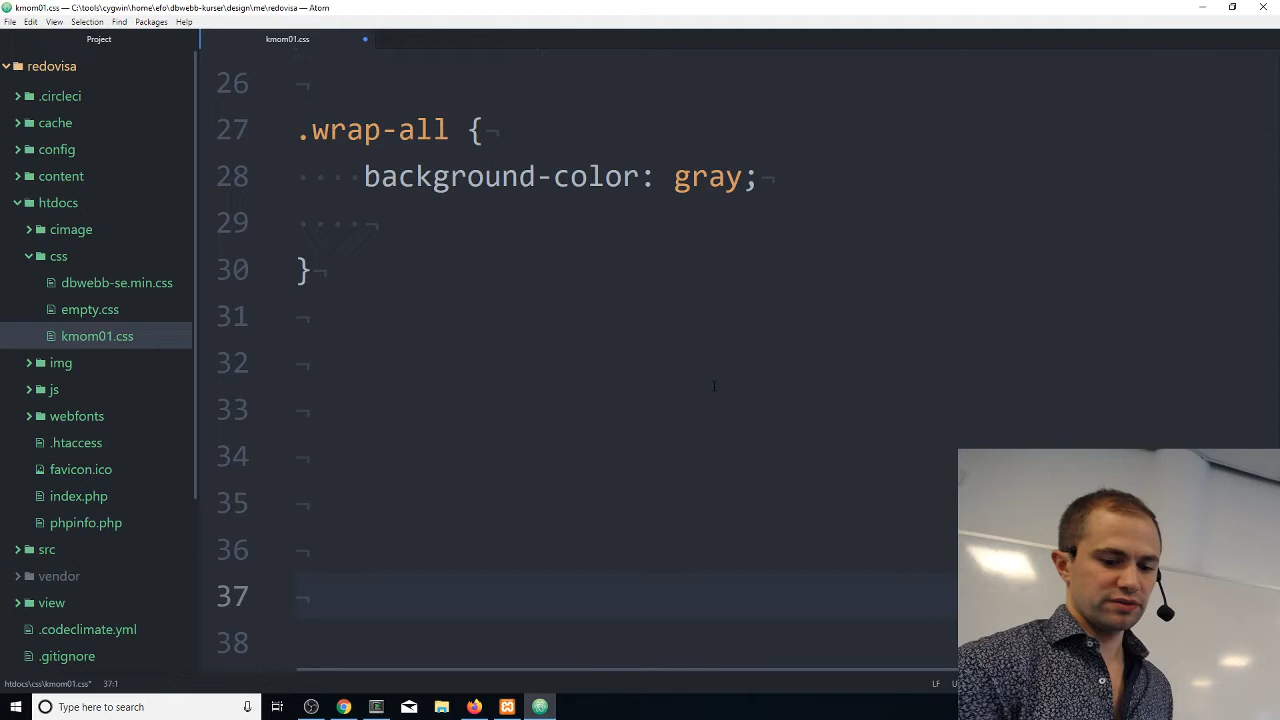 kmom01.css — C:\tools\cygwin\home\efo\dbwebb-kurser\design\me\redovisa — Atom
File Edit View Selection Find Packages Help
Project
kmom01.css
redovisa
.circleci
cache
config
content
htdocs
cimage
css
dbwebb-se.min.css
empty.css
kmom01.css
img
js
webfonts
.htaccess
favicon.ico
index.php
phpinfo.php
src
vendor
view
.codeclimate.yml
.gitignore
26
27 .wrap-all {
28 background-color: gray;
29
30 }
31
32
33
34
35
36
37
38
htdocs\css\kmom01.css* 37:1
LF
Type here to search